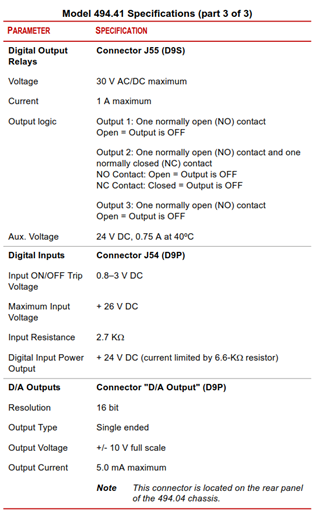 Model 494.41 Specifications (part 3 of 3)
PARAMETER SPECIFICATION
Digital Output Relays Connector J55 (D9S)
Voltage 30 V AC/DC maximum
Current 1 A maximum
Output logic Output 1: One normally open (NO) contact
Open = Output is OFF
Output 2: One normally open (NO) contact and one
normally closed (NC) contact
NO Contact: Open = Output is OFF
NC Contact: Closed = Output is OFF
Output 3: One normally open (NO) contact
Open = Output is OFF
Aux. Voltage 24 V DC, 0.75 A at 40ºC
Digital Inputs Connector J54 (D9P)
Input ON/OFF Trip Voltage 0.8–3 V DC
Maximum Input Voltage + 26 V DC
Input Resistance 2.7 KΩ
Digital Input Power Output + 24 V DC (current limited by 6.6-KΩ resistor)
D/A Outputs Connector "D/A Output" (D9P)
Resolution 16 bit
Output Type Single ended
Output Voltage +/- 10 V full scale
Output Current 5.0 mA maximum
Note This connector is located on the rear panel
of the 494.04 chassis.